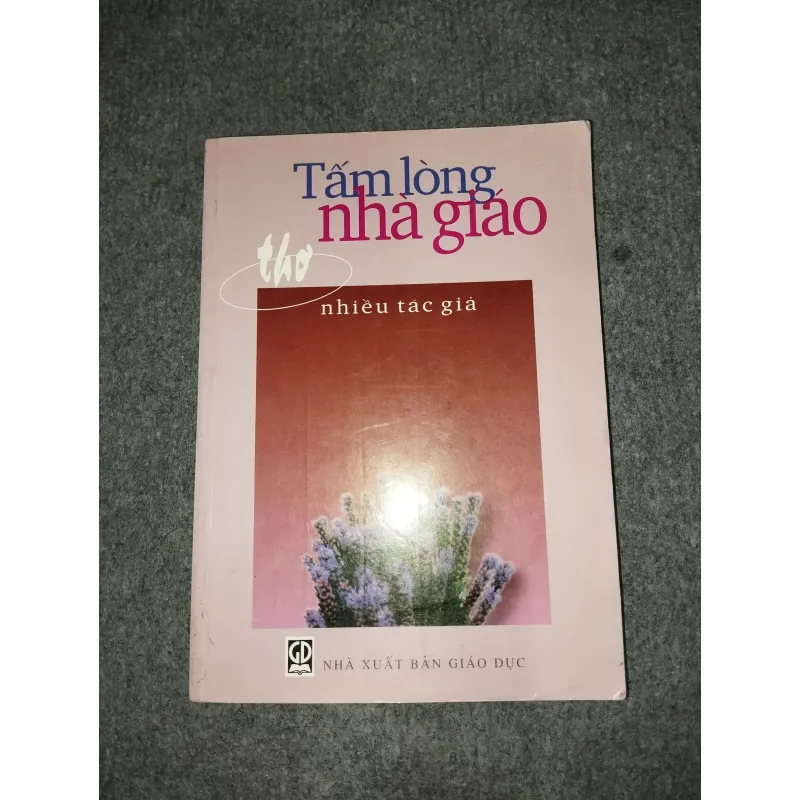 Tấm lòng
nhà giáo
thơ
nhiều tác giả
GD
NHÀ XUẤT BẢN GIÁO DỤC